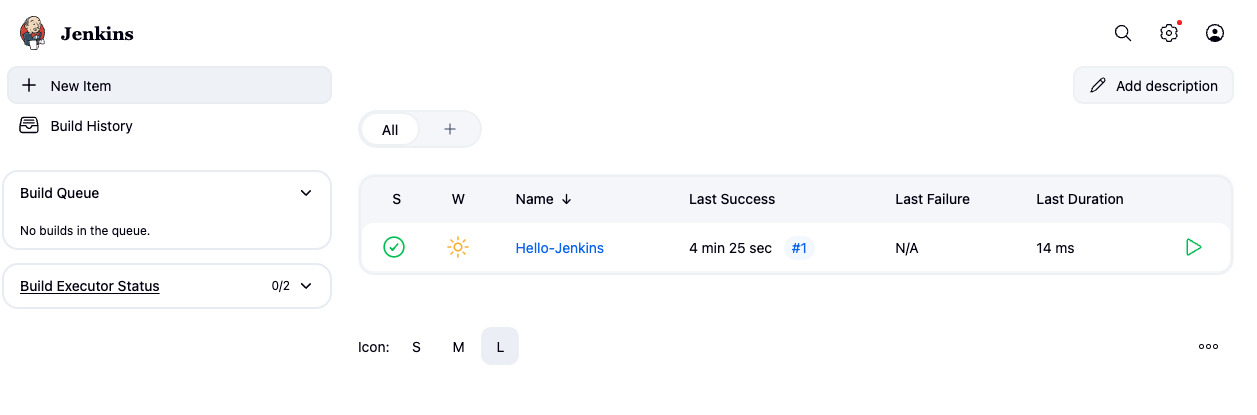 Jenkins
New Item
Add description
Build History
All
Build Queue
No builds in the queue.
Build Executor Status 0/2
S W Name ↓ Last Success Last Failure Last Duration
Hello-Jenkins 4 min 25 sec #1 N/A 14 ms
Icon: S M L